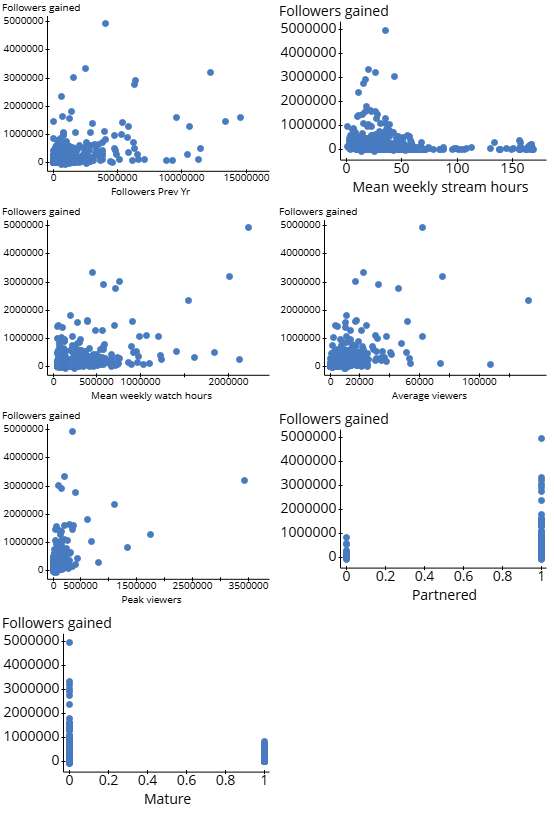 Followers gained
5000000
4000000
3000000
2000000
1000000
0
0 5000000 10000000 15000000
Followers Prev Yr
Followers gained
5000000
4000000
3000000
2000000
1000000
0
0 50 100 150
Mean weekly stream hours
Followers gained
5000000
4000000
3000000
2000000
1000000
0
0 500000 1000000 2000000
Mean weekly watch hours
Followers gained
5000000
4000000
3000000
2000000
1000000
0
0 20000 60000 100000
Average viewers
Followers gained
5000000
4000000
3000000
2000000
1000000
0
0 500000 1500000 2500000 3500000
Peak viewers
Followers gained
5000000
4000000
3000000
2000000
1000000
0
0 0.2 0.4 0.6 0.8 1
Partnered
Followers gained
5000000
4000000
3000000
2000000
1000000
0
0 0.2 0.4 0.6 0.8 1
Mature